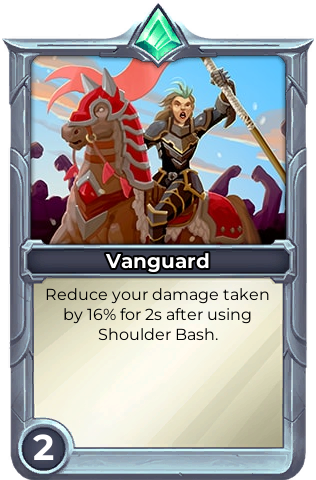 Vanguard
Reduce your damage taken
by 16% for 2s after using
Shoulder Bash.
2